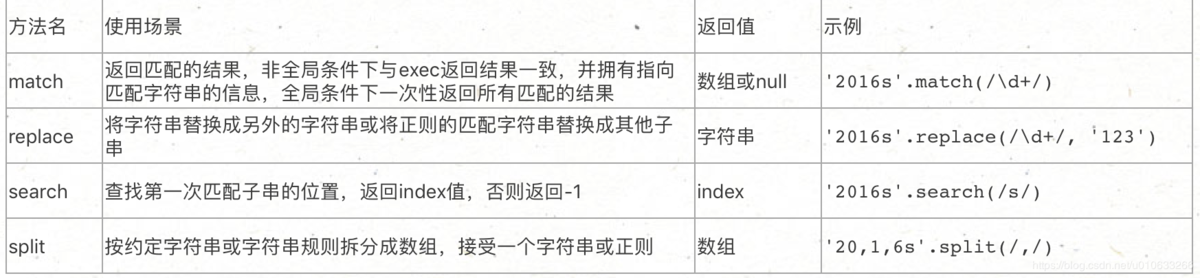 方法名 使用场景 返回值 示例
match 返回匹配的结果，非全局条件下与exec返回结果一致，并拥有指向 数组或null '2016s'.match(/\d+/)
匹配字符串的信息，全局条件下一次性返回所有匹配的结果
replace 将字符串替换成另外的字符串或将正则的匹配字符串替换成其他子 字符串 '2016s'.replace(/\d+/, '123')
串
search 查找第一次匹配子串的位置，返回index值，否则返回-1 index '2016s'.search(/s/)
split 按约定字符串或字符串规则拆分成数组，接受一个字符串或正则 数组 '20,1,6s'.split(/,/)